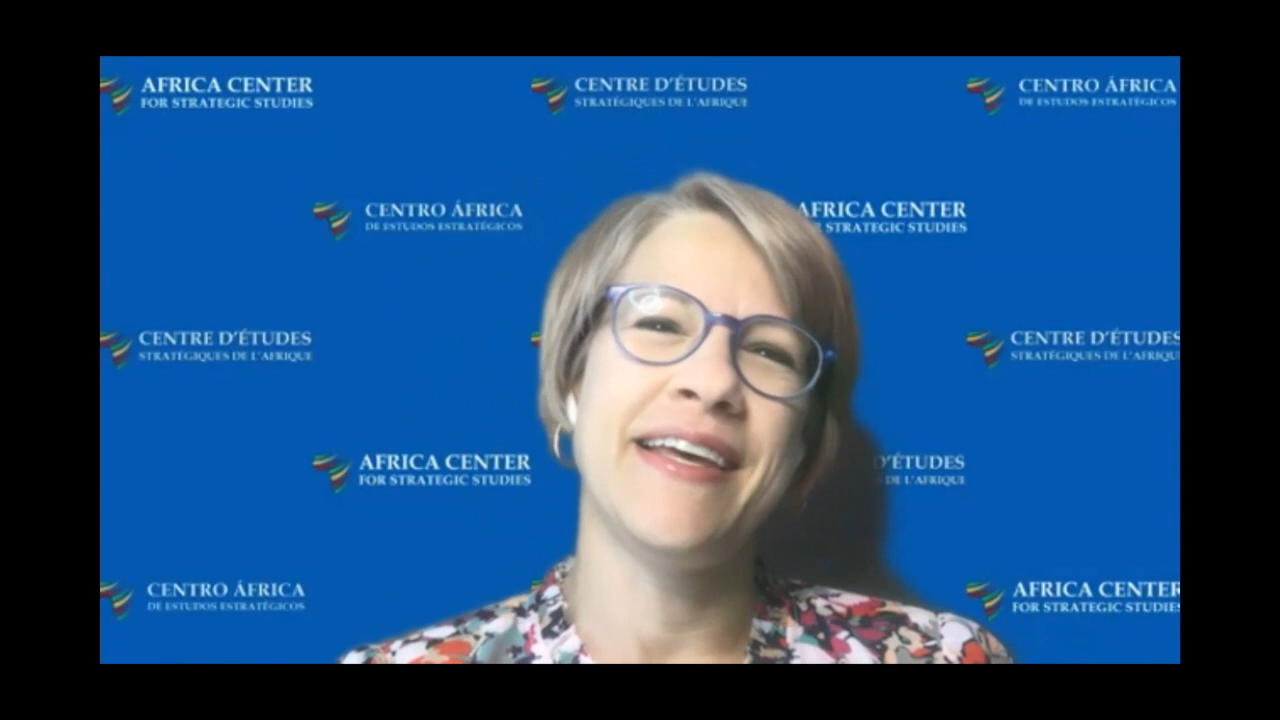 AFRICA CENTER
FOR STRATEGIC STUDIES
CENTRE D'ÉTUDES
STRATÉGIQUES DE L'AFRIQUE
CENTRO ÁFRICA
DE ESTUDOS ESTRATÉGICOS
CENTRO ÁFRICA
DE ESTUDOS ESTRATÉGICOS
AFRICA CENTER
STRATEGIC STUDIES
CENTRE D'ÉTUDES
STRATÉGIQUES DE L'AFRIQUE
CENTRE D'ÉTUDES
STRATÉGIQUES DE L'AFRIQUE
AFRICA CENTER
FOR STRATEGIC STUDIES
D'ÉTUDES
DE L'AFRIQUE
CENTRO ÁFRICA
DE ESTUDOS ESTRATÉGICOS
AFRICA CENTER
FOR STRATEGIC STUDIES